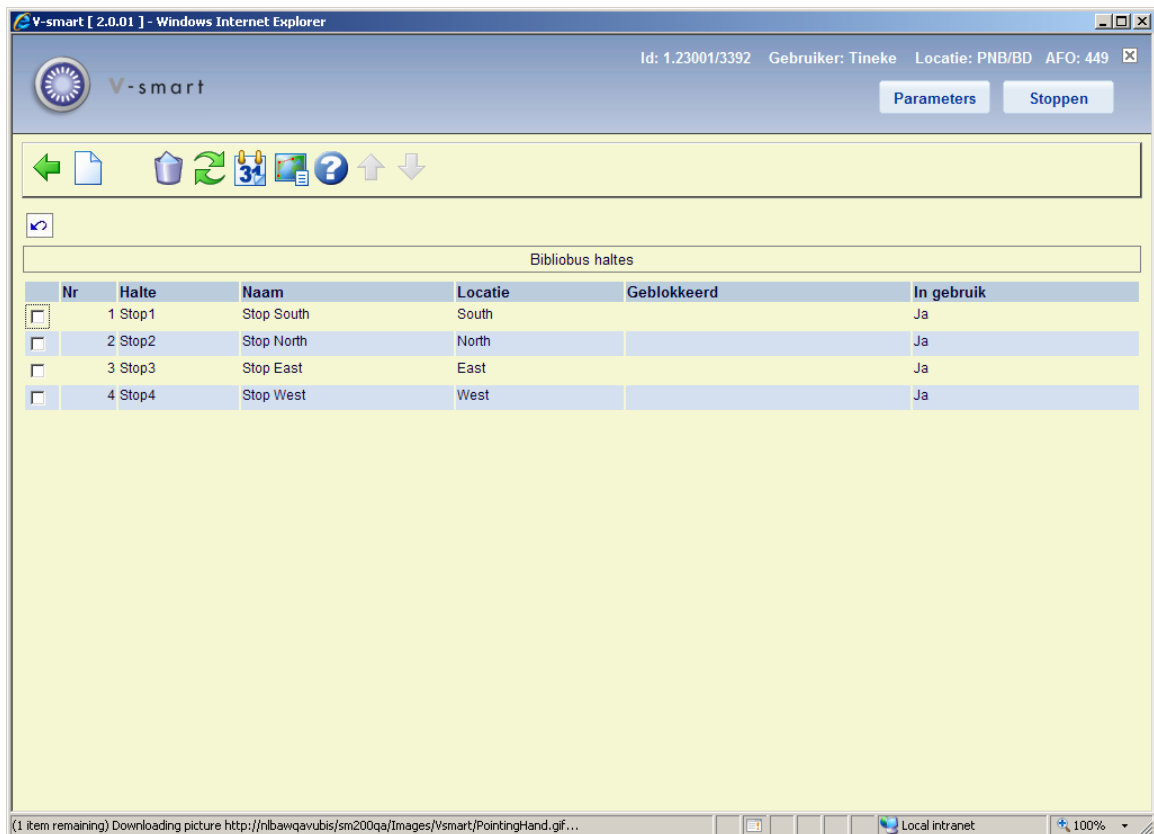 V-smart [ 2.0.01 ] - Windows Internet Explorer
Id: 1.23001/3392 Gebruiker: Tineke Locatie: PNB/BD AFO: 449
V-smart
Parameters Stoppen
31 ?
Bibliobus haltes
Nr Halte Naam Locatie Geblokkeerd In gebruik
1 Stop1 Stop South South Ja
2 Stop2 Stop North North Ja
3 Stop3 Stop East East Ja
4 Stop4 Stop West West Ja
(1 item remaining) Downloading picture http://nlbawqavubis/sm200qa/Images/Vsmart/PointingHand.gif... Local intranet 100%